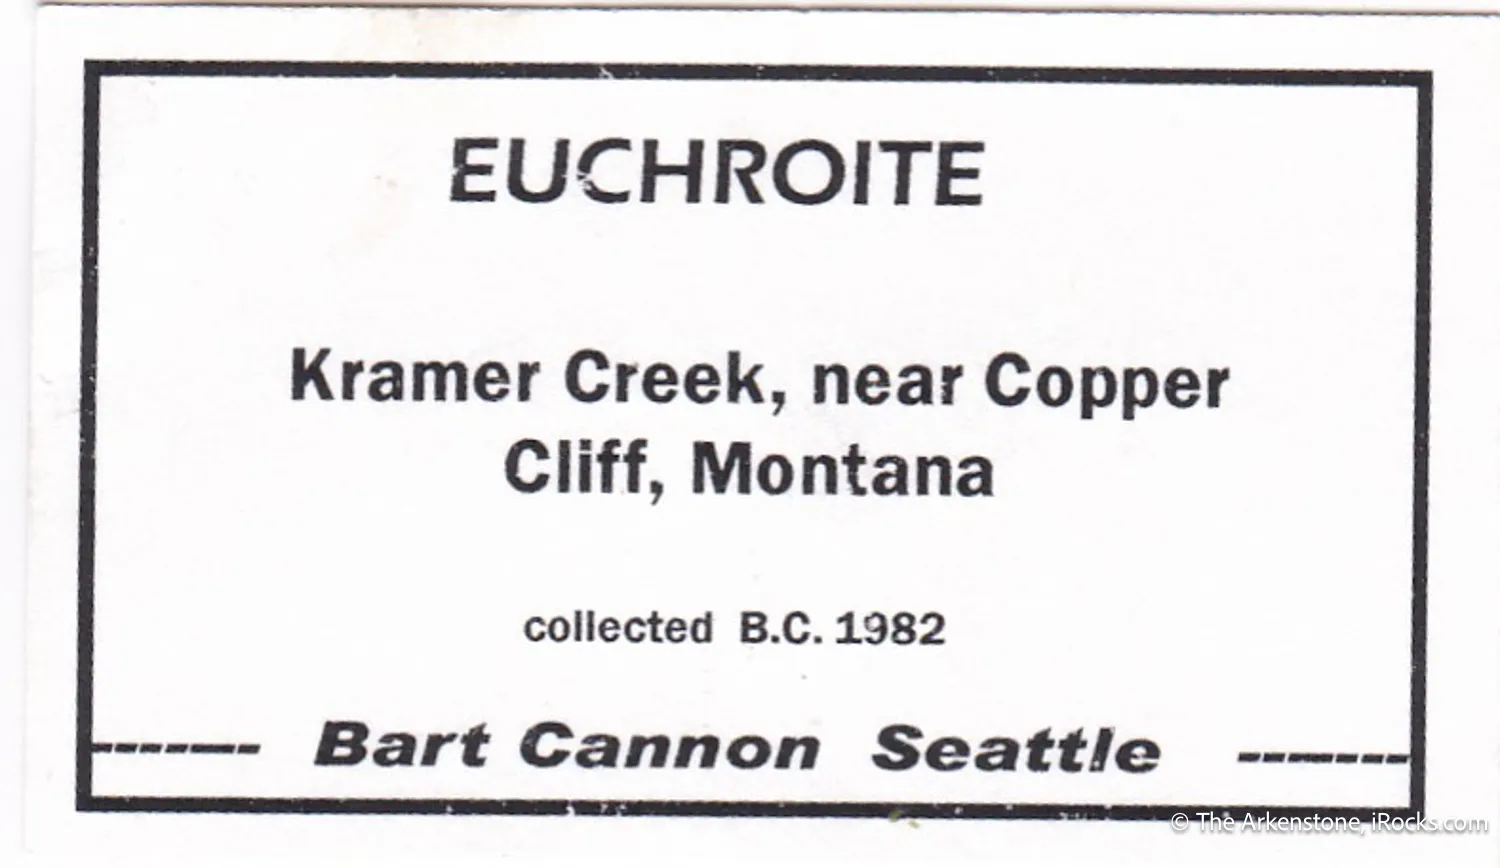 EUCHROITE
Kramer Creek, near Copper
Cliff, Montana
collected B.C. 1982
------- Bart Cannon Seattle -------
© The Arkenstone, iRocks.com